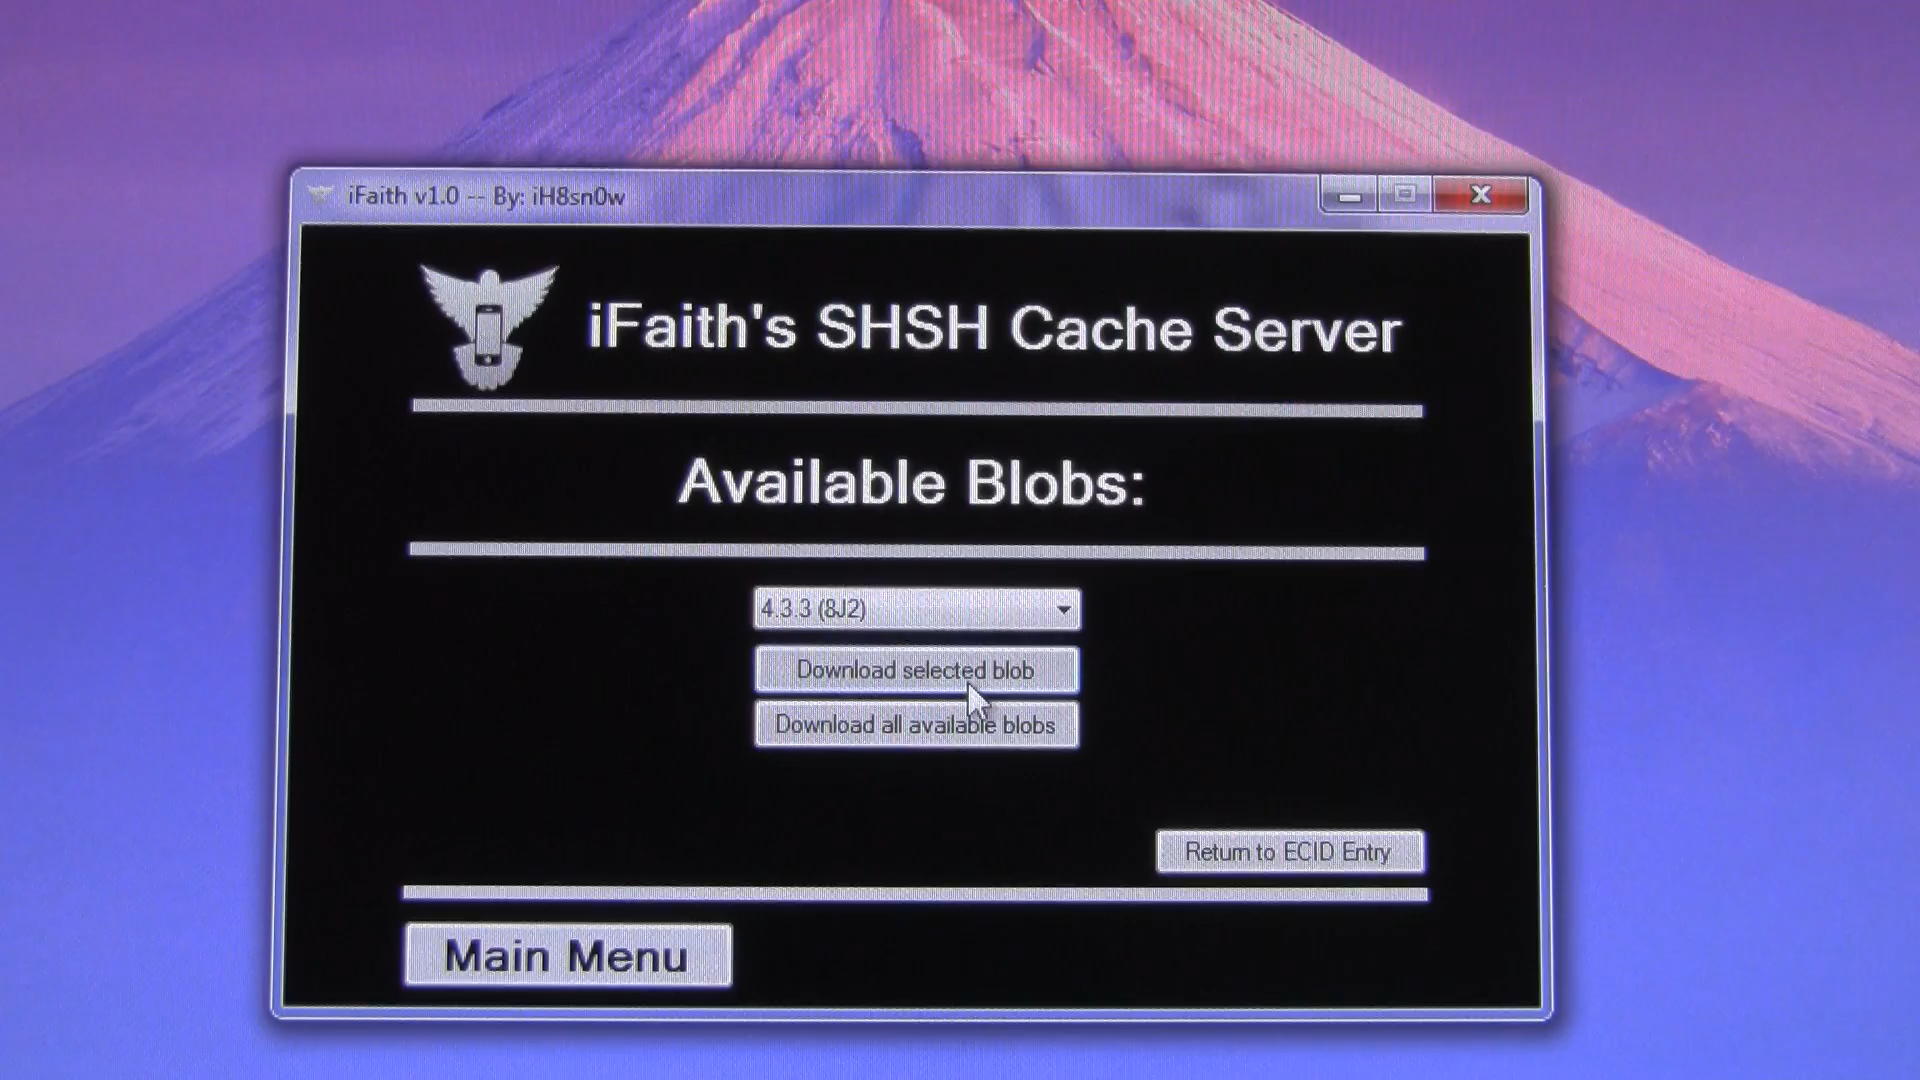 iFaith v1.0 -- By: iH8sn0w
iFaith's SHSH Cache Server
Available Blobs:
4.3.3 (8J2)
Download selected blob
Download all available blobs
Return to ECID Entry
Main Menu